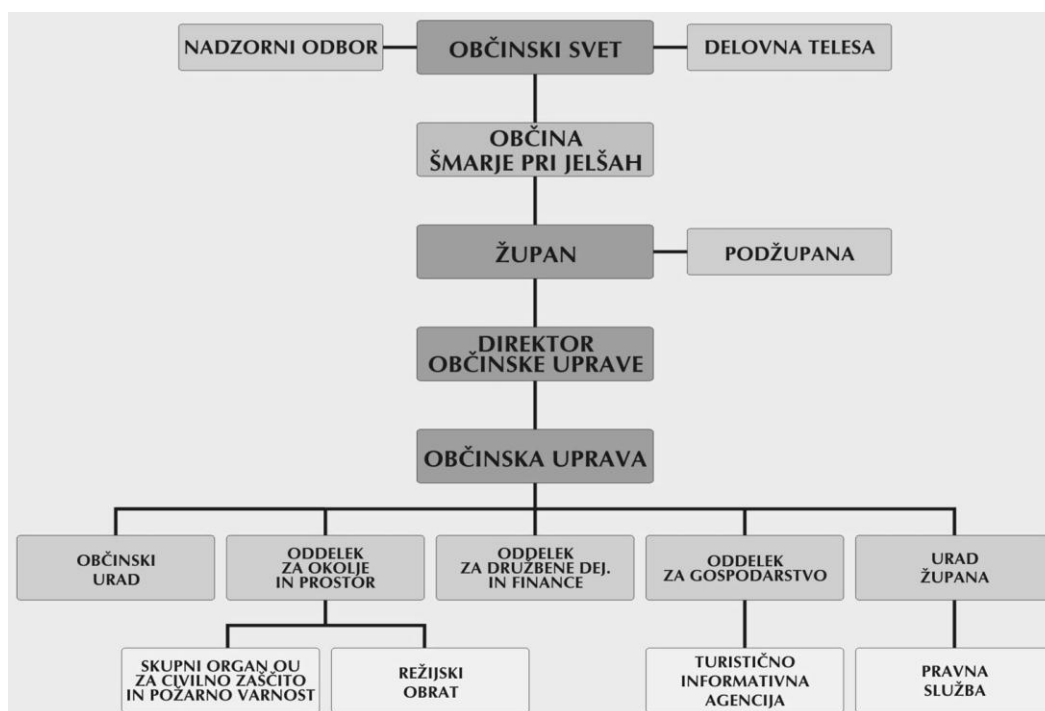 NADZORNI ODBOR
OBČINSKI SVET
DELOVNA TELESA
OBČINA
ŠMARJE PRI JELŠAH
ŽUPAN
PODŽUPANA
DIREKTOR
OBČINSKE UPRAVE
OBČINSKA UPRAVA
OBČINSKI
URAD
ODDELEK
ZA OKOLJE
IN PROSTOR
ODDELEK
ZA DRUŽBENE DEJ.
IN FINANCE
ODDELEK
ZA GOSPODARSTVO
URAD
ŽUPANA
SKUPNI ORGAN OU
ZA CIVILNO ZAŠČITO
IN POŽARNO VARNOST
REŽIJSKI
OBRAT
TURISTIČNO
INFORMATIVNA
AGENCIJA
PRAVNA
SLUŽBA